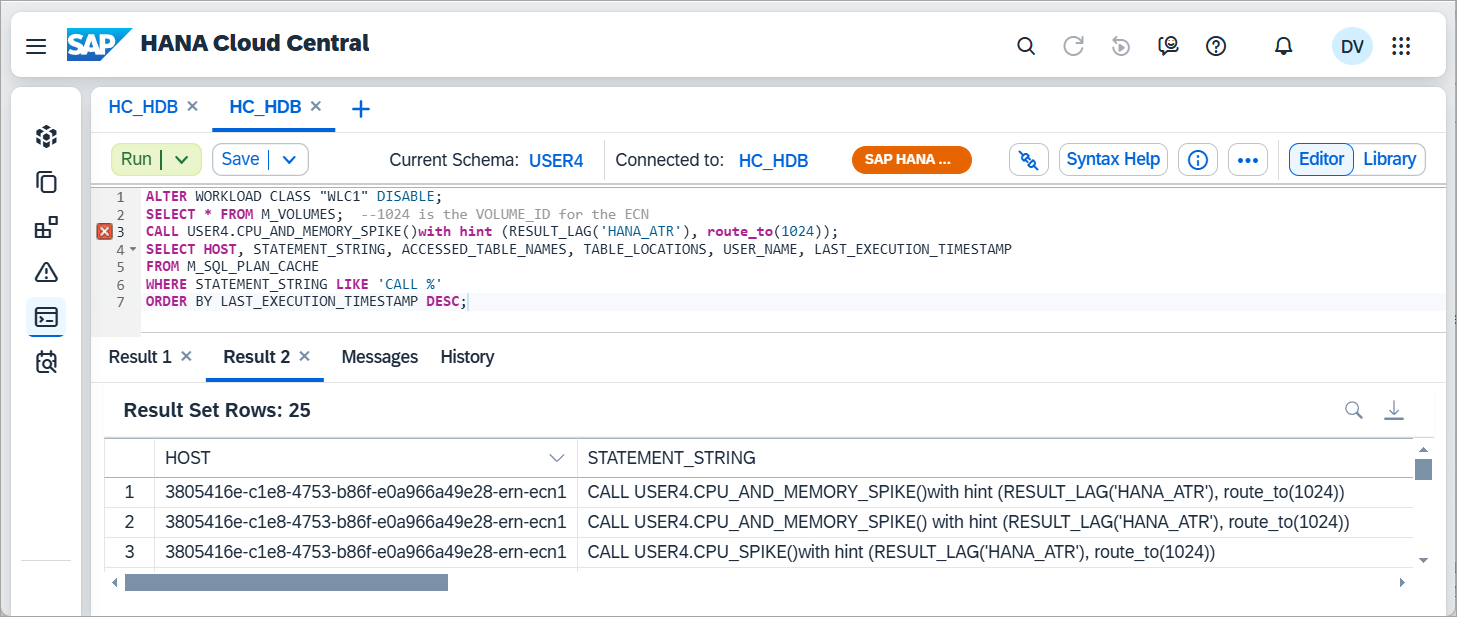 SAP HANA Cloud Central
DV
HC_HDB HC_HDB
Run Save Current Schema: USER4 Connected to: HC_HDB SAP HANA ... Syntax Help Editor Library
1 ALTER WORKLOAD CLASS "WLC1" DISABLE;
2 SELECT * FROM M_VOLUMES;  --1024 is the VOLUME_ID for the ECN
3 CALL USER4.CPU_AND_MEMORY_SPIKE()with hint (RESULT_LAG('HANA_ATR'), route_to(1024));
4 SELECT HOST, STATEMENT_STRING, ACCESSED_TABLE_NAMES, TABLE_LOCATIONS, USER_NAME, LAST_EXECUTION_TIMESTAMP
5 FROM M_SQL_PLAN_CACHE
6 WHERE STATEMENT_STRING LIKE 'CALL %'
7 ORDER BY LAST_EXECUTION_TIMESTAMP DESC;
Result 1 Result 2 Messages History
Result Set Rows: 25
HOST STATEMENT_STRING
1 3805416e-c1e8-4753-b86f-e0a966a49e28-ern-ecn1 CALL USER4.CPU_AND_MEMORY_SPIKE()with hint (RESULT_LAG('HANA_ATR'), route_to(1024))
2 3805416e-c1e8-4753-b86f-e0a966a49e28-ern-ecn1 CALL USER4.CPU_AND_MEMORY_SPIKE() with hint (RESULT_LAG('HANA_ATR'), route_to(1024))
3 3805416e-c1e8-4753-b86f-e0a966a49e28-ern-ecn1 CALL USER4.CPU_SPIKE()with hint (RESULT_LAG('HANA_ATR'), route_to(1024))